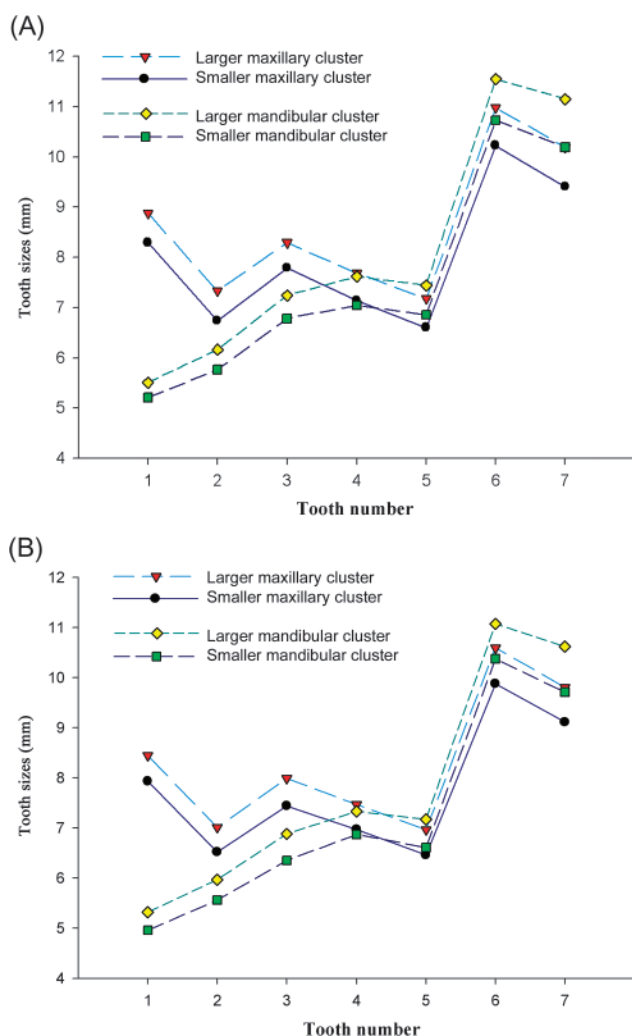 (A)
Larger maxillary cluster
Smaller maxillary cluster
Larger mandibular cluster
Smaller mandibular cluster
Tooth sizes (mm)
12
11
10
9
8
7
6
5
4
1 2 3 4 5 6 7
Tooth number
(B)
Larger maxillary cluster
Smaller maxillary cluster
Larger mandibular cluster
Smaller mandibular cluster
Tooth sizes (mm)
12
11
10
9
8
7
6
5
4
1 2 3 4 5 6 7
Tooth number